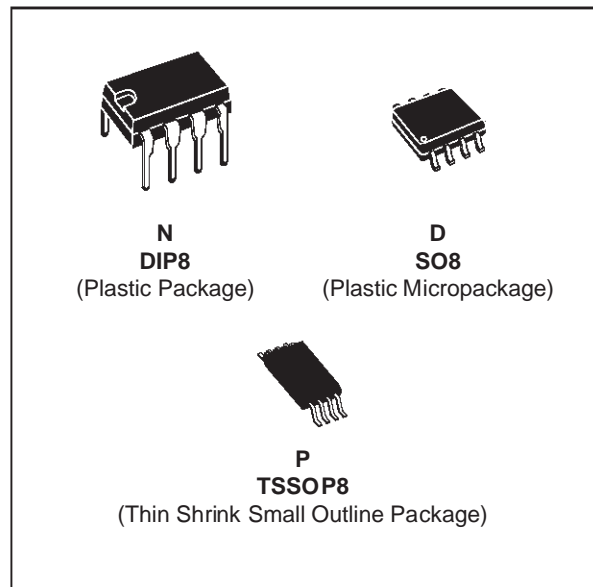 N
DIP8
(Plastic Package)
D
SO8
(Plastic Micropackage)
P
TSSOP8
(Thin Shrink Small Outline Package)